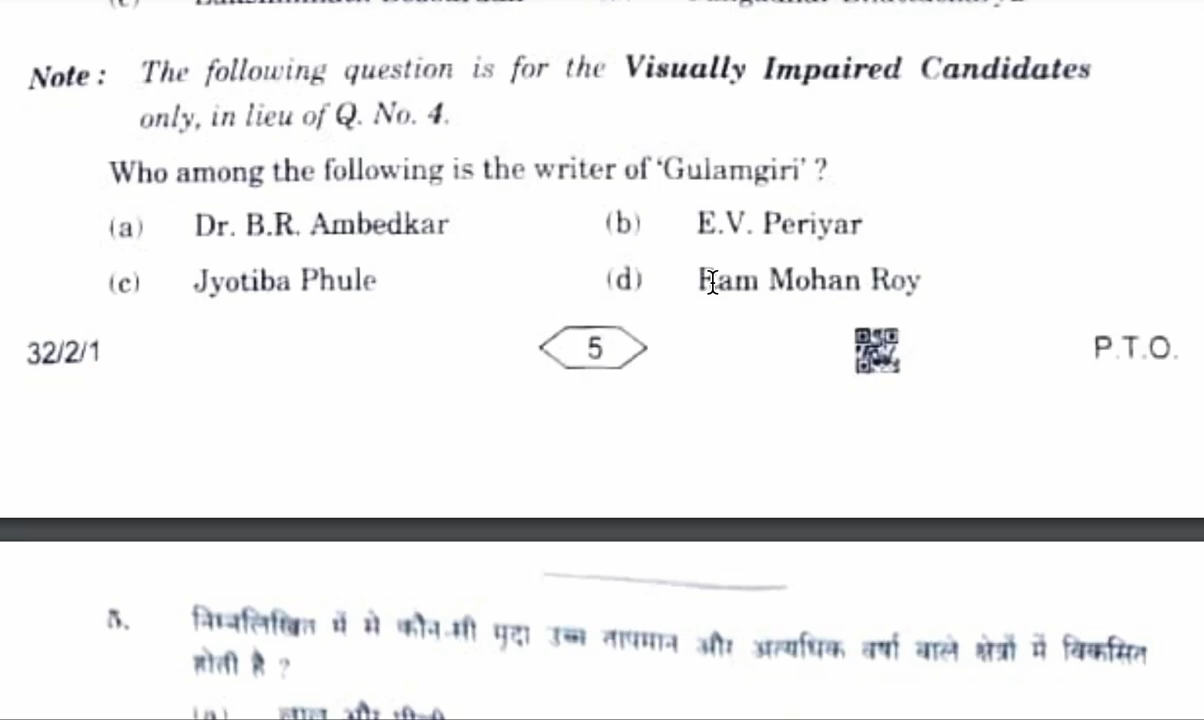 Note : The following question is for the Visually Impaired Candidates
only, in lieu of Q. No. 4.
Who among the following is the writer of ‘Gulamgiri’ ?
(a) Dr. B.R. Ambedkar (b) E.V. Periyar
(c) Jyotiba Phule (d) Ram Mohan Roy
32/2/1 5 P.T.O.
5. निम्नलिखित में से कौन-सी मृदा उच्च तापमान और अत्यधिक वर्षा वाले क्षेत्रों में विकसित
होती है ?
(a) लाल और